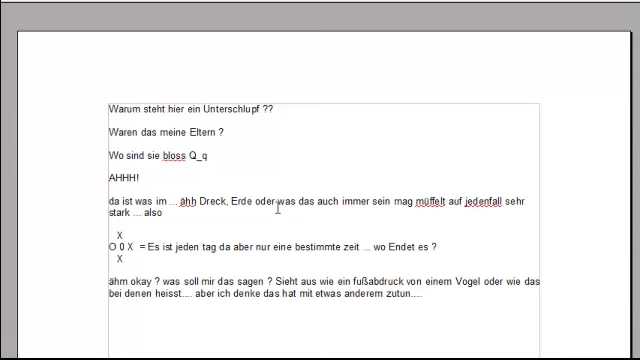 Warum steht hier ein Unterschlupf ??
Waren das meine Eltern ?
Wo sind sie bloss Q_q
AHHH!
da ist was im ... ähh Dreck, Erde oder was das auch immer sein mag müffelt auf jedenfall sehr
stark ... also
X
O 0 X = Es ist jeden tag da aber nur eine bestimmte zeit ... wo Endet es ?
X
ähm okay ? was soll mir das sagen ? Sieht aus wie ein fußabdruck von einem Vogel oder wie das
bei denen heisst.... aber ich denke das hat mit etwas anderem zutun....